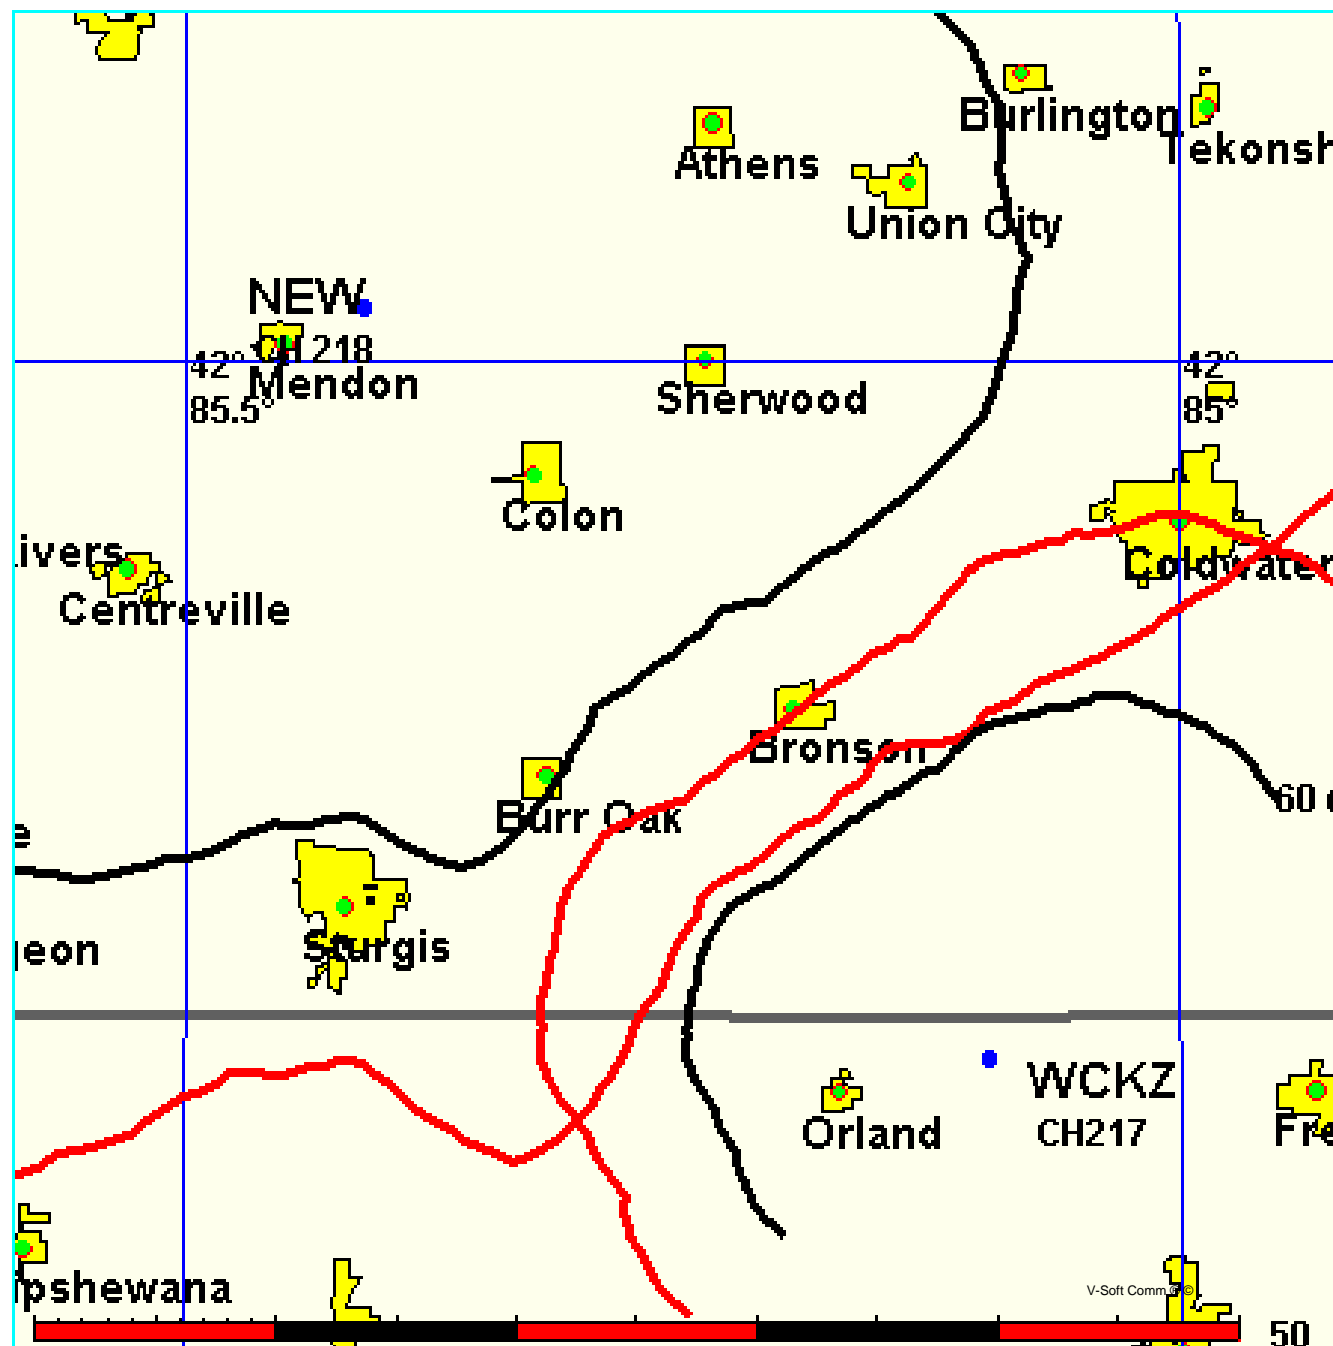 Burlington
Tekonsh
Athens
Union City
NEW
CH 218
42°
42°
Mendon
Sherwood
85.5°
85°
Colon
ivers
Coldwater
Centreville
Bronson
60 d
Burr Oak
e
Sturgis
geon
WCKZ
Orland
CH217
Fre
pshewana
V-Soft Comm.® ©
50